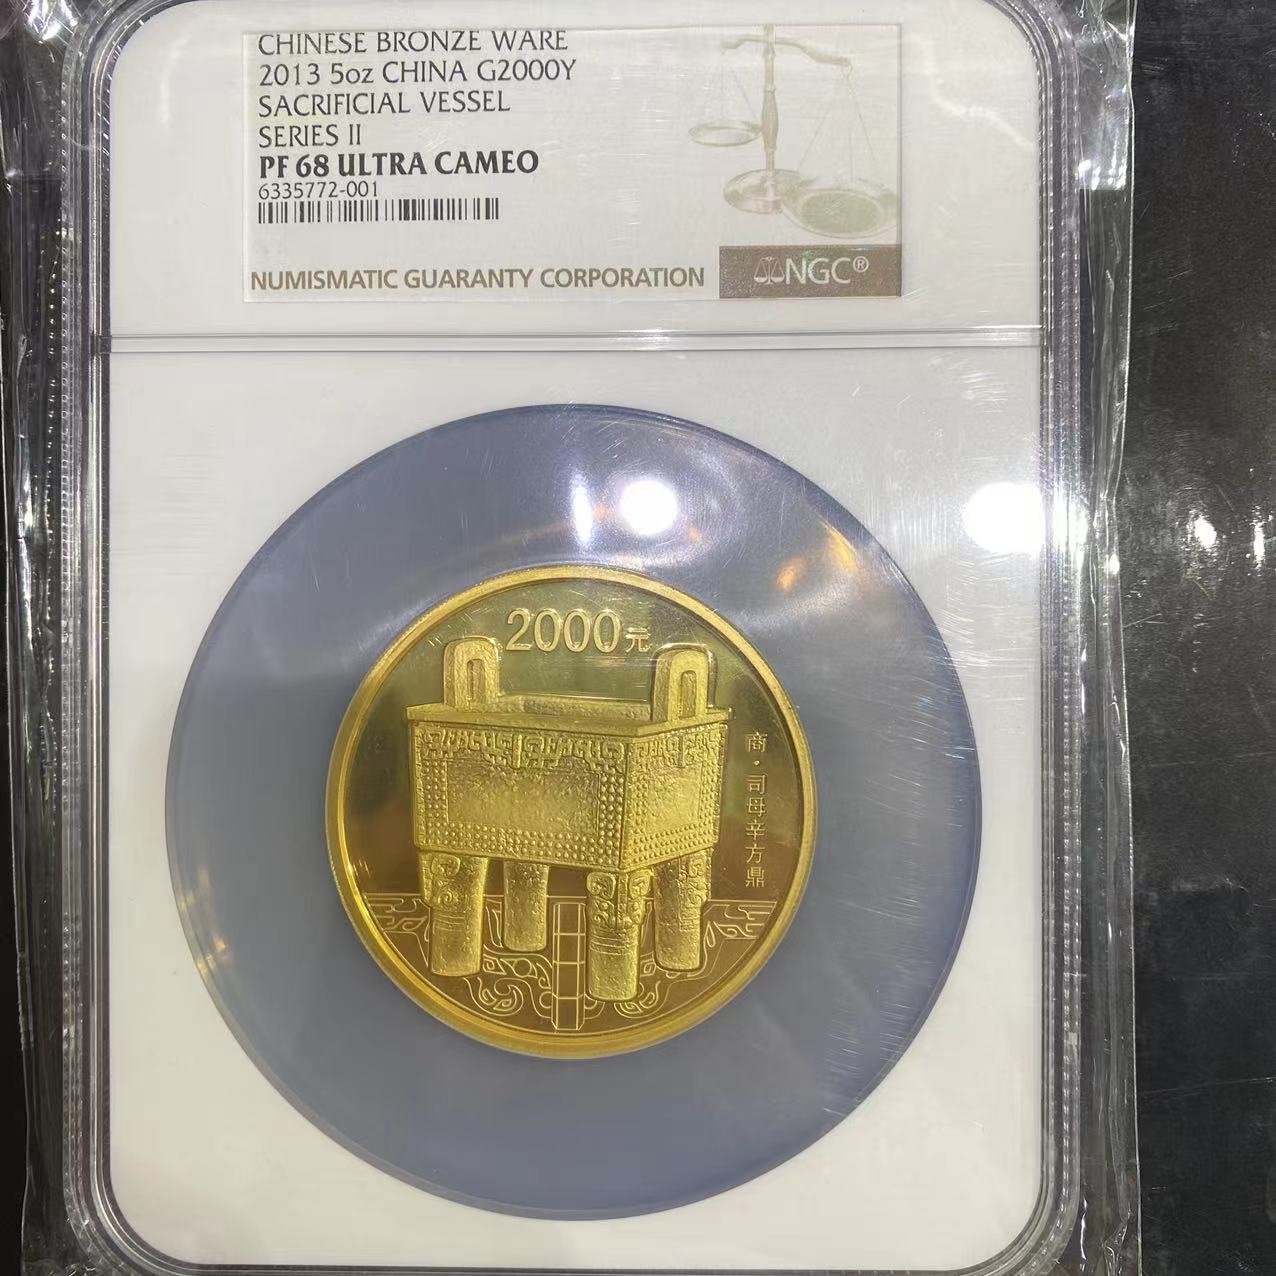 CHINESE BRONZE WARE
2013 5oz CHINA G2000Y
SACRIFICIAL VESSEL
SERIES II
PF 68 ULTRA CAMEO
6335772-001
NUMISMATIC GUARANTY CORPORATION
NGC®
2000元
商·司母辛方鼎